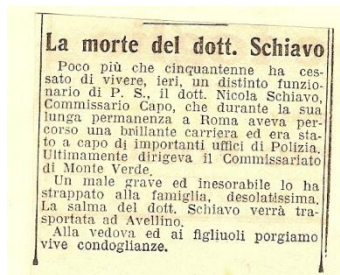 La morte del dott. Schiavo
Poco più che cinquantenne ha ces-
sato di vivere, ieri, un distinto funzio-
nario di P. S., il dott. Nicola Schiavo,
Commissario Capo, che durante la sua
lunga permanenza a Roma aveva per-
corso una brillante carriera ed era sta-
to a capo di importanti uffici di Polizia.
Ultimamente dirigeva il Commissariato
di Monte Verde.
Un male grave ed inesorabile lo ha
strappato alla famiglia, desolatissima.
La salma del dott. Schiavo verrà tra-
sportata ad Avellino.
Alla vedova ed ai figliuoli porgiamo
vive condoglianze.